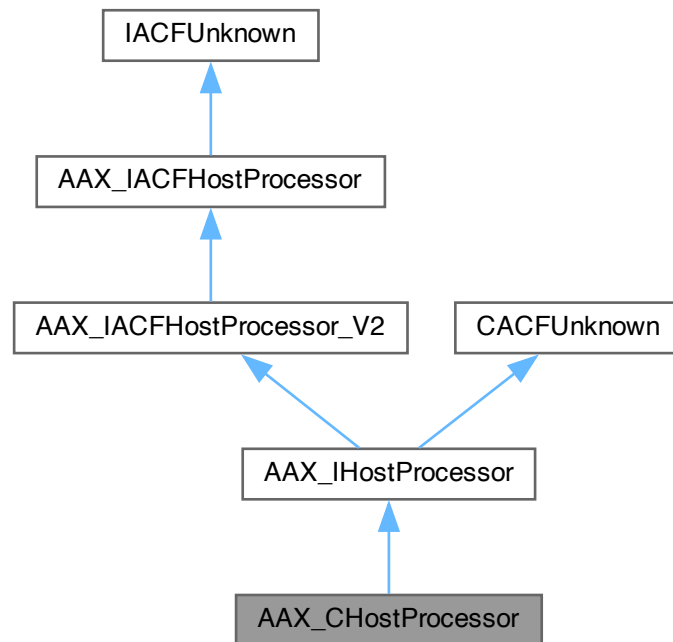 IACFUnknown
AAX_IACFHostProcessor
AAX_IACFHostProcessor_V2
CACFUnknown
AAX_IHostProcessor
AAX_CHostProcessor